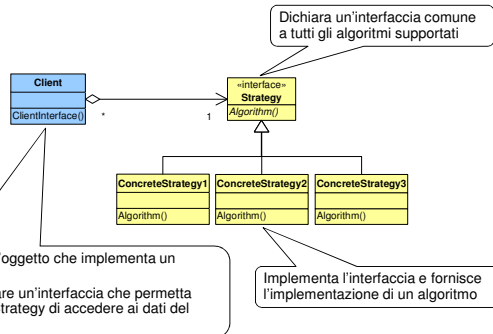 Dichiara un'interfaccia comune
a tutti gli algoritmi supportati
Client
ClientInterface()
*
1
«interface»
Strategy
Algorithm()
ConcreteStrategy1
Algorithm()
ConcreteStrategy2
Algorithm()
ConcreteStrategy3
Algorithm()
'oggetto che implementa un
are un'interfaccia che permetta
Strategy di accedere ai dati del
Implementa l'interfaccia e fornisce
l'implementazione di un algoritmo